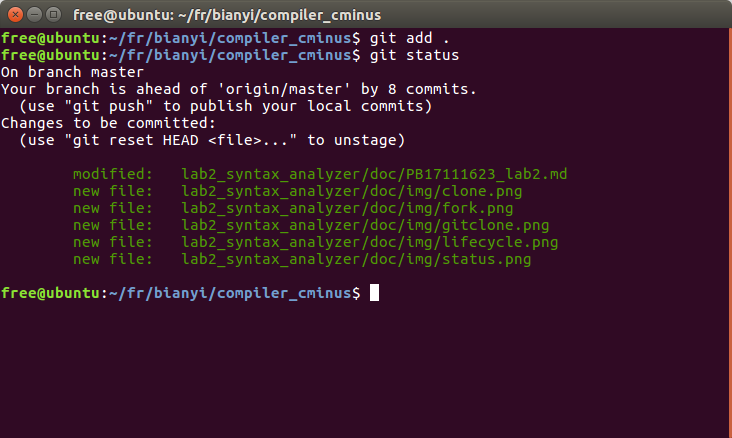 free@ubuntu: ~/fr/bianyi/compiler_cminus
free@ubuntu:~/fr/bianyi/compiler_cminus$ git add .
free@ubuntu:~/fr/bianyi/compiler_cminus$ git status
On branch master
Your branch is ahead of 'origin/master' by 8 commits.
  (use "git push" to publish your local commits)
Changes to be committed:
  (use "git reset HEAD <file>..." to unstage)

        modified:   lab2_syntax_analyzer/doc/PB17111623_lab2.md
        new file:   lab2_syntax_analyzer/doc/img/clone.png
        new file:   lab2_syntax_analyzer/doc/img/fork.png
        new file:   lab2_syntax_analyzer/doc/img/gitclone.png
        new file:   lab2_syntax_analyzer/doc/img/lifecycle.png
        new file:   lab2_syntax_analyzer/doc/img/status.png

free@ubuntu:~/fr/bianyi/compiler_cminus$